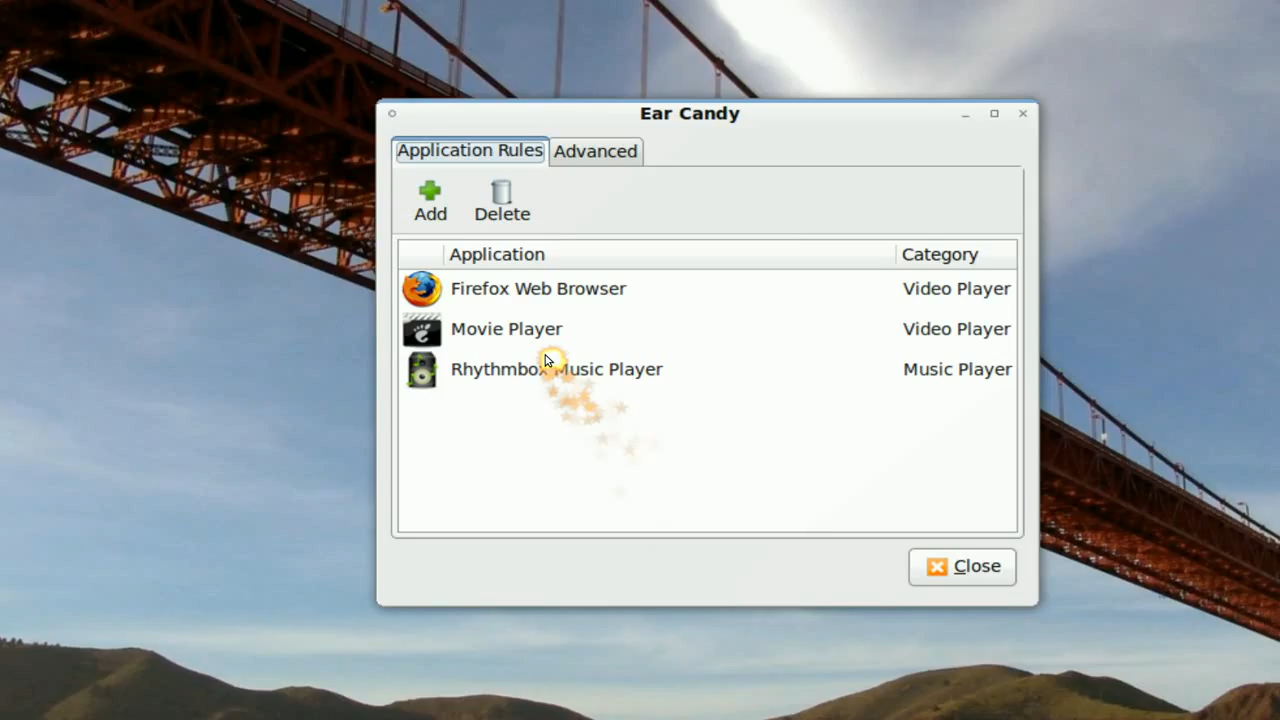 Ear Candy
Application Rules
Advanced
Add
Delete
Application
Category
Firefox Web Browser
Video Player
Movie Player
Video Player
Rhythmbox Music Player
Music Player
Close